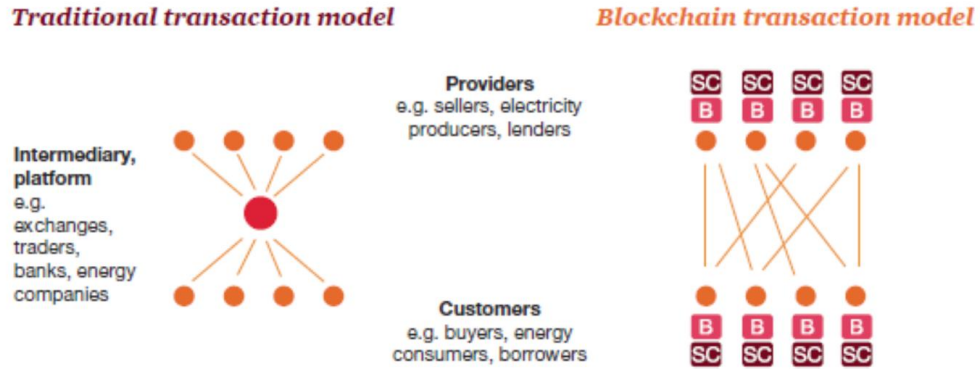 Traditional transaction model
Blockchain transaction model
Providers
e.g. sellers, electricity
producers, lenders
SC SC SC SC
B B B B
Intermediary,
platform
e.g.
exchanges,
traders,
banks, energy
companies
Customers
e.g. buyers, energy
consumers, borrowers
B B B B
SC SC SC SC